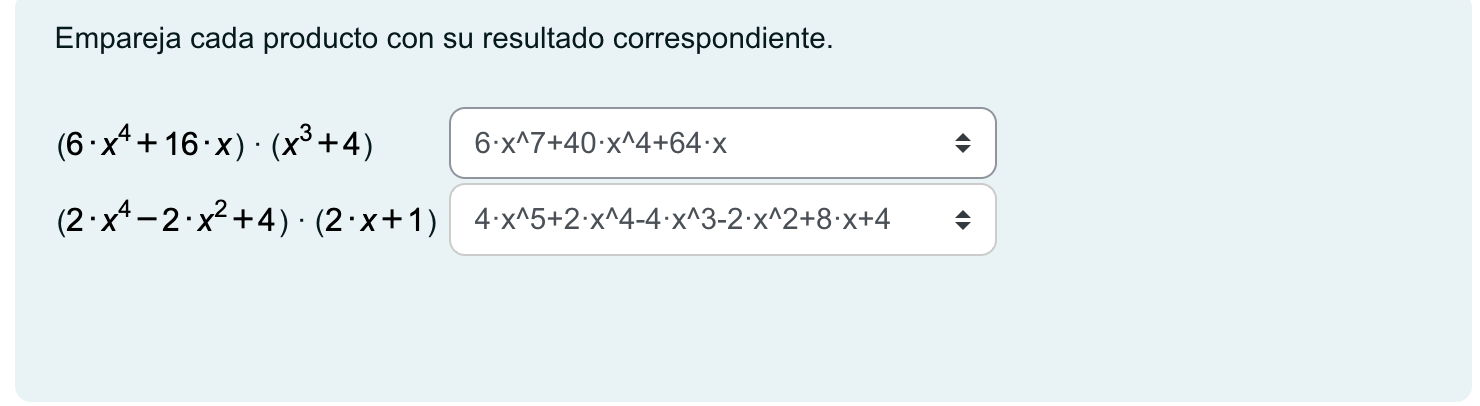 Empareja cada producto con su resultado correspondiente.
(6·x⁴+16·x)·(x³+4) 6·x^7+40·x^4+64·x
(2·x⁴−2·x²+4)·(2·x+1) 4·x^5+2·x^4-4·x^3-2·x^2+8·x+4